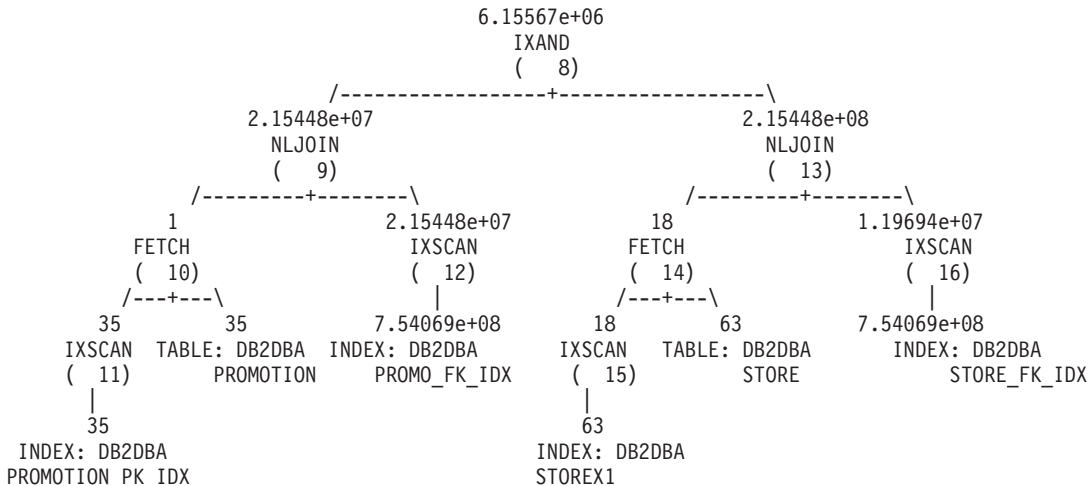 6.15567e+06
IXAND
( 8)
/------------------+------------------\
2.15448e+07 2.15448e+08
NLJOIN NLJOIN
( 9) ( 13)
/---------+--------\ /---------+--------\
1 2.15448e+07 18 1.19694e+07
FETCH IXSCAN FETCH IXSCAN
( 10) ( 12) ( 14) ( 16)
/---+---\ | /---+---\ |
35 35 7.54069e+08 18 63 7.54069e+08
IXSCAN TABLE: DB2DBA INDEX: DB2DBA IXSCAN TABLE: DB2DBA INDEX: DB2DBA
( 11) PROMOTION PROMO_FK_IDX ( 15) STORE STORE_FK_IDX
| |
35 63
INDEX: DB2DBA INDEX: DB2DBA
PROMOTION_PK_IDX STOREX1